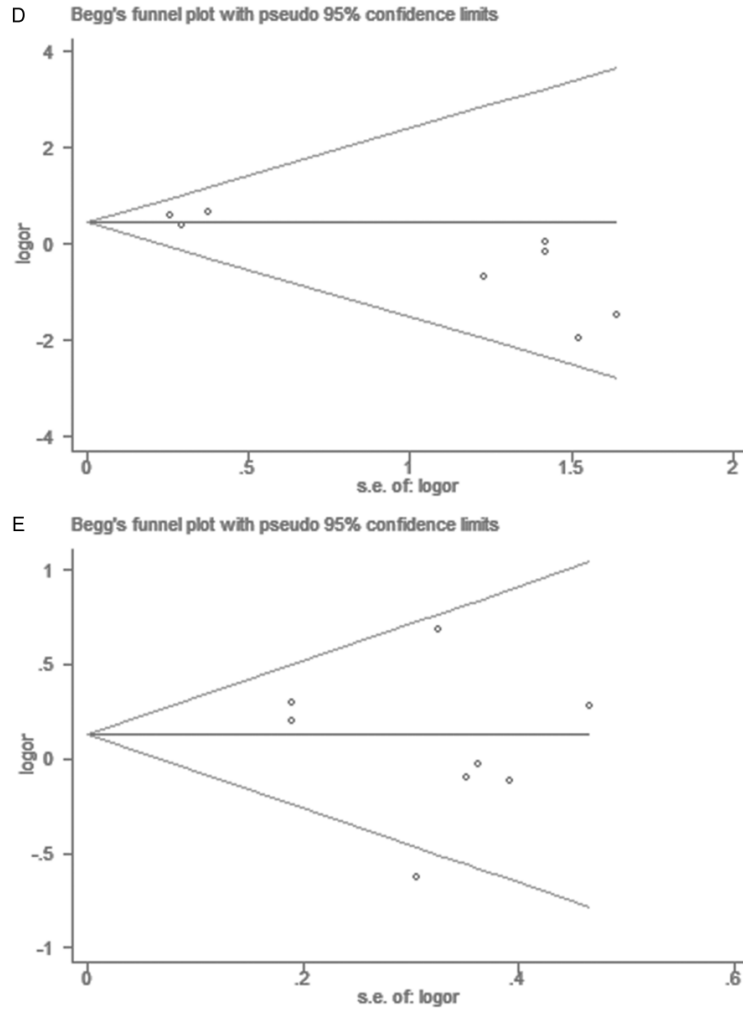 D
Begg's funnel plot with pseudo 95% confidence limits
4
2
0
-2
-4
logor
0 .5 1 1.5 2
s.e. of: logor
E
Begg's funnel plot with pseudo 95% confidence limits
1
.5
0
-.5
-1
logor
0 .2 .4 .6
s.e. of: logor